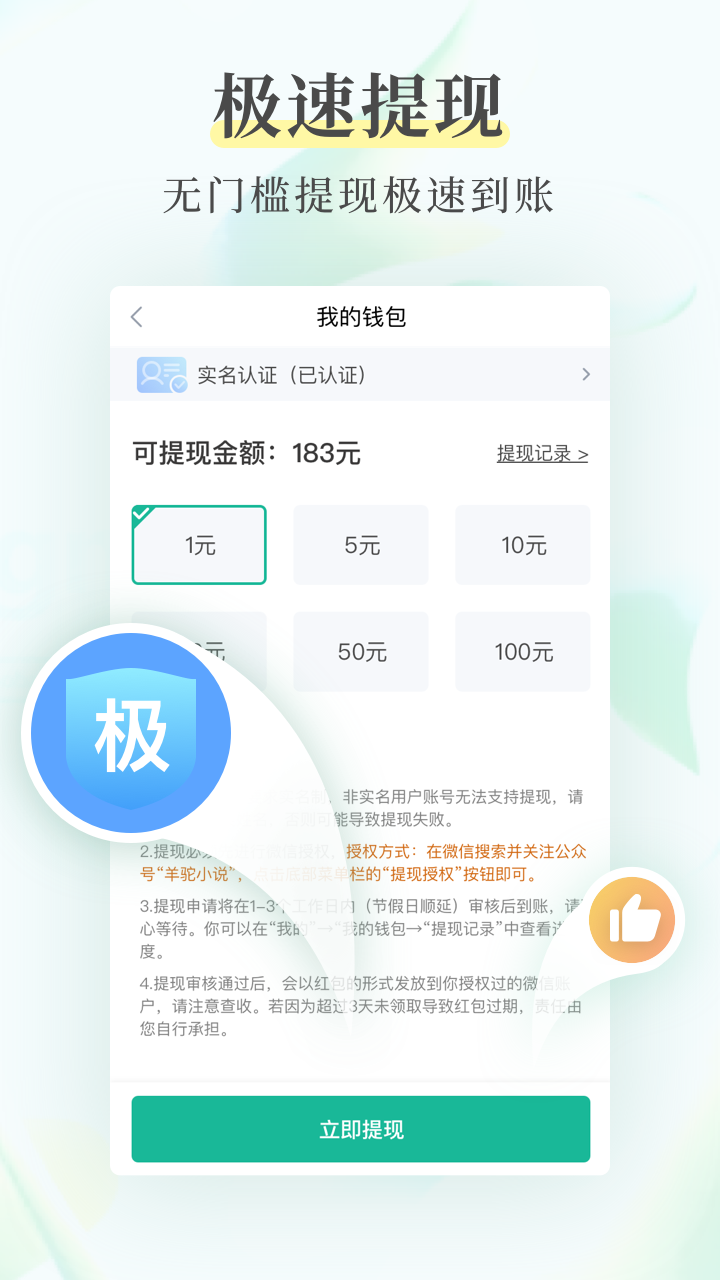 极速提现
无门槛提现极速到账
我的钱包
实名认证（已认证）
可提现金额：183元
提现记录 >
1元
5元
10元
元
50元
100元
极
非实名用户账号无法支持提现，请
可能导致提现失败。
2.提现必须 授权，授权方式：在微信搜索并关注公众
号“羊驼小说”，点击底部菜单栏的“提现授权”按钮即可。
3.提现申请将在1-3个工作日内（节假日顺延）审核后到账，请
心等待。你可以在“我的”→“我的钱包→“提现记录”中查看进
度。
4.提现审核通过后，会以红包的形式发放到你授权过的微信账
户，请注意查收。若因为超过3天未领取导致红包过期，责任由
您自行承担。
立即提现